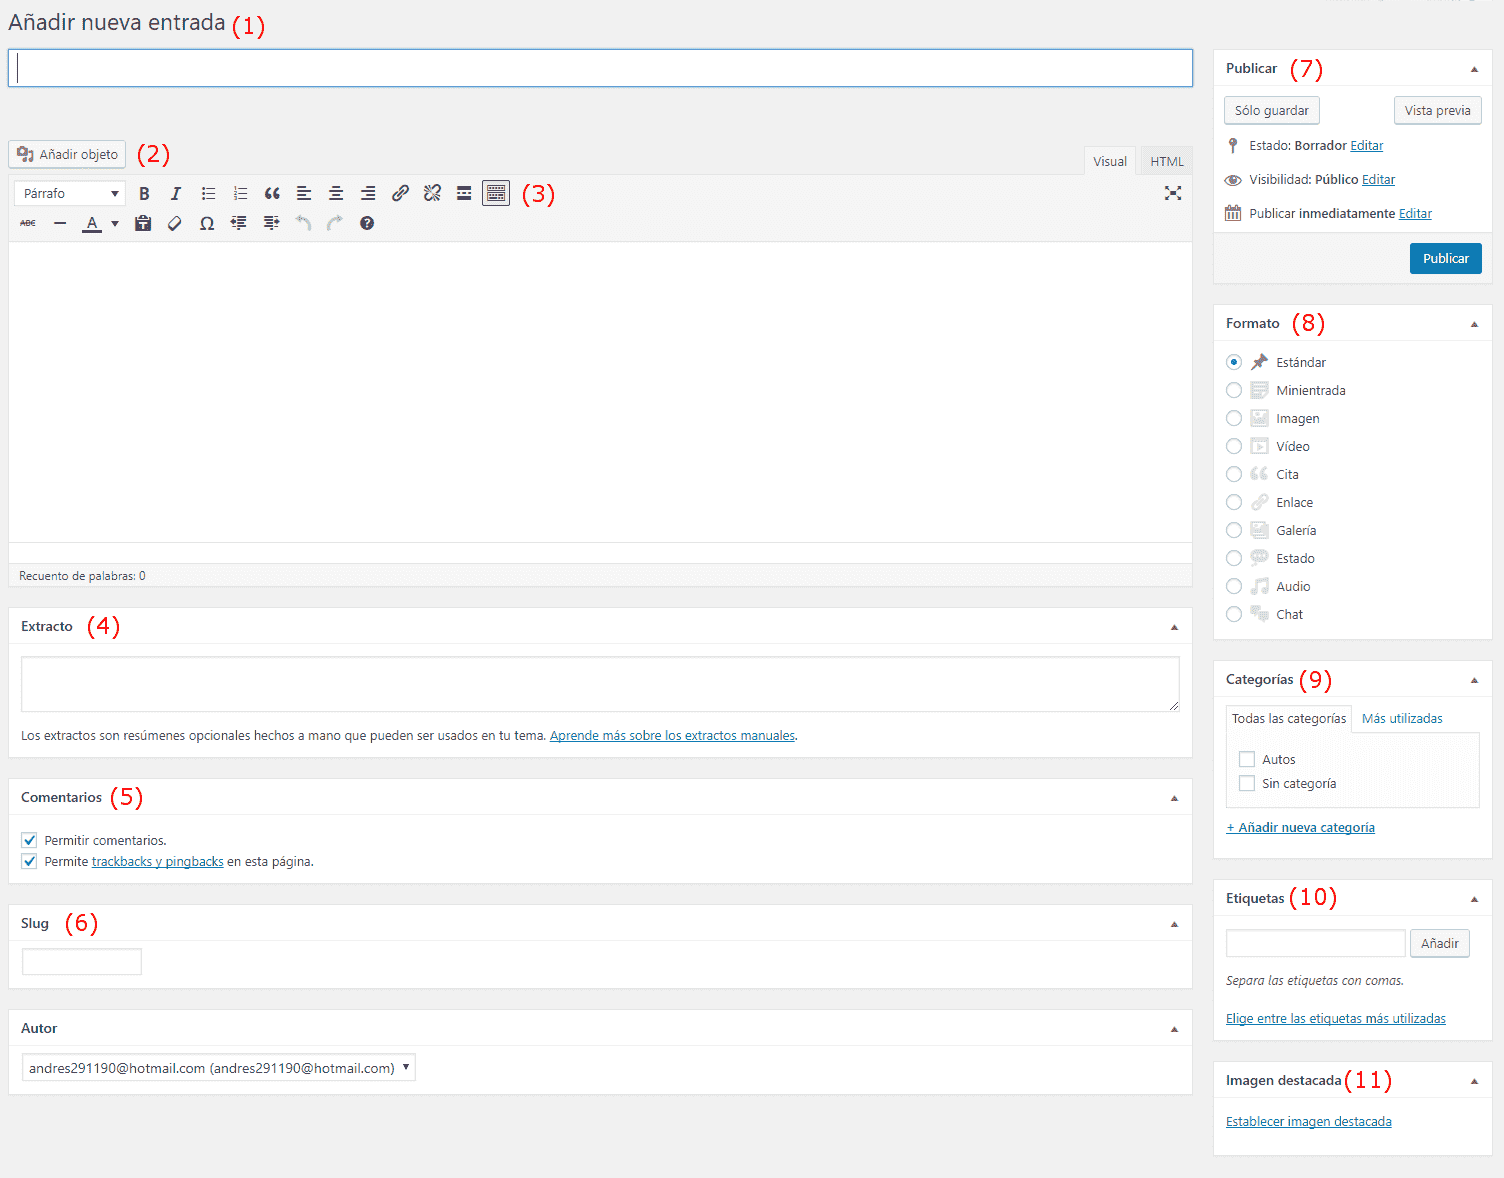 Añadir nueva entrada (1)
Añadir objeto (2)
Visual HTML
Párrafo B I (3)
ABC A Ω
Recuento de palabras: 0
Extracto (4)
Los extractos son resúmenes opcionales hechos a mano que pueden ser usados en tu tema. Aprende más sobre los extractos manuales.
Comentarios (5)
Permitir comentarios.
Permite trackbacks y pingbacks en esta página.
Slug (6)
Autor
andres291190@hotmail.com (andres291190@hotmail.com)
Publicar (7)
Sólo guardar Vista previa
Estado: Borrador Editar
Visibilidad: Público Editar
Publicar inmediatamente Editar
Publicar
Formato (8)
Estándar
Minientrada
Imagen
Vídeo
Cita
Enlace
Galería
Estado
Audio
Chat
Categorías (9)
Todas las categorías Más utilizadas
Autos
Sin categoría
+ Añadir nueva categoría
Etiquetas (10)
Añadir
Separa las etiquetas con comas.
Elige entre las etiquetas más utilizadas
Imagen destacada (11)
Establecer imagen destacada